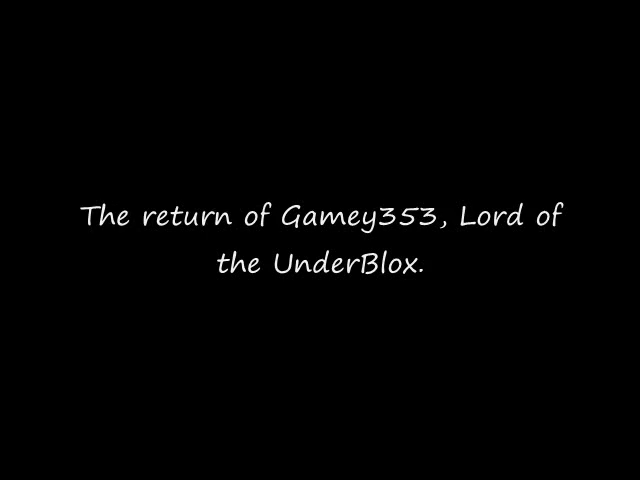 The return of Gamey353, Lord of
the UnderBlox.